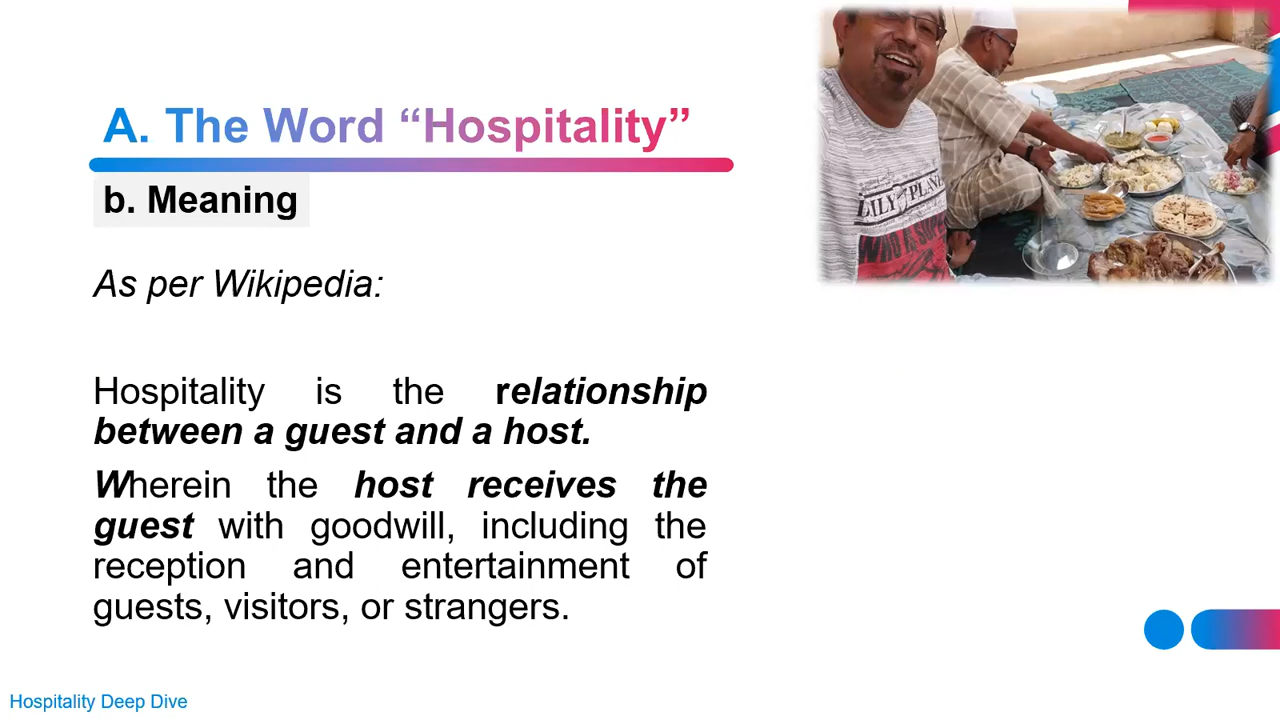 A. The Word “Hospitality”
b. Meaning
As per Wikipedia:
Hospitality is the relationship
between a guest and a host.
Wherein the host receives the
guest with goodwill, including the
reception and entertainment of
guests, visitors, or strangers.
Hospitality Deep Dive